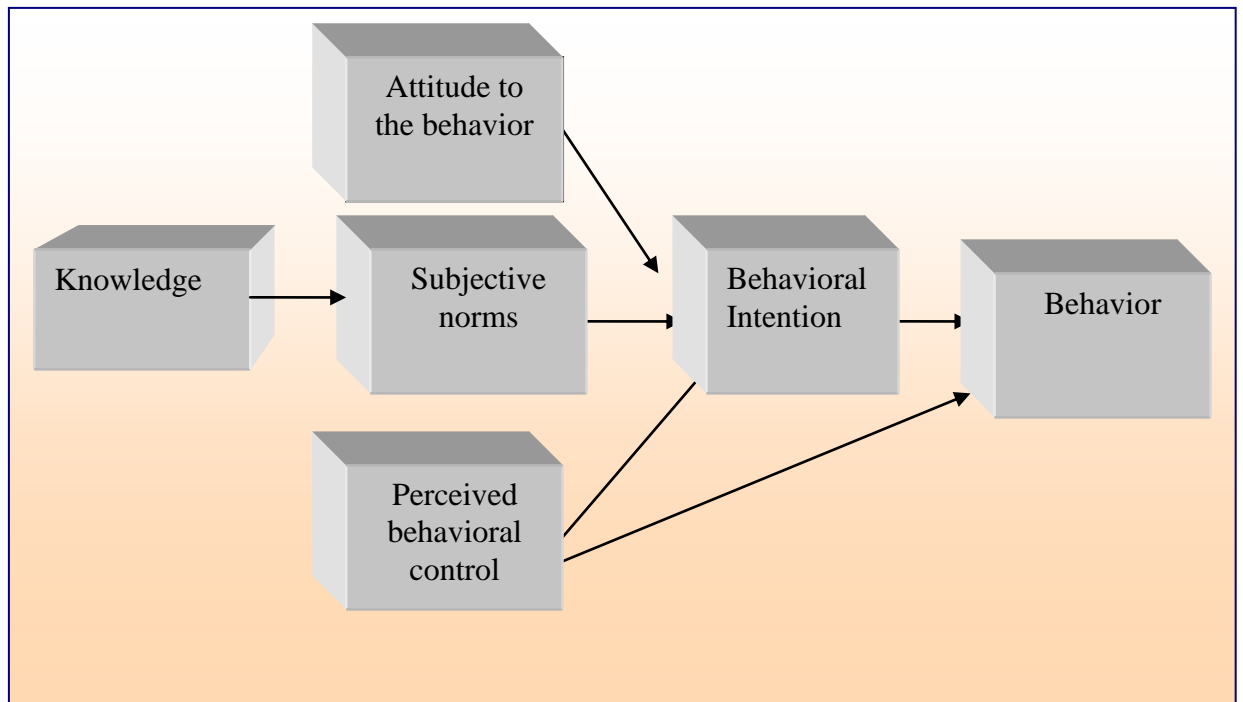 Attitude to
the behavior
Knowledge
Subjective
norms
Behavioral
Intention
Behavior
Perceived
behavioral
control